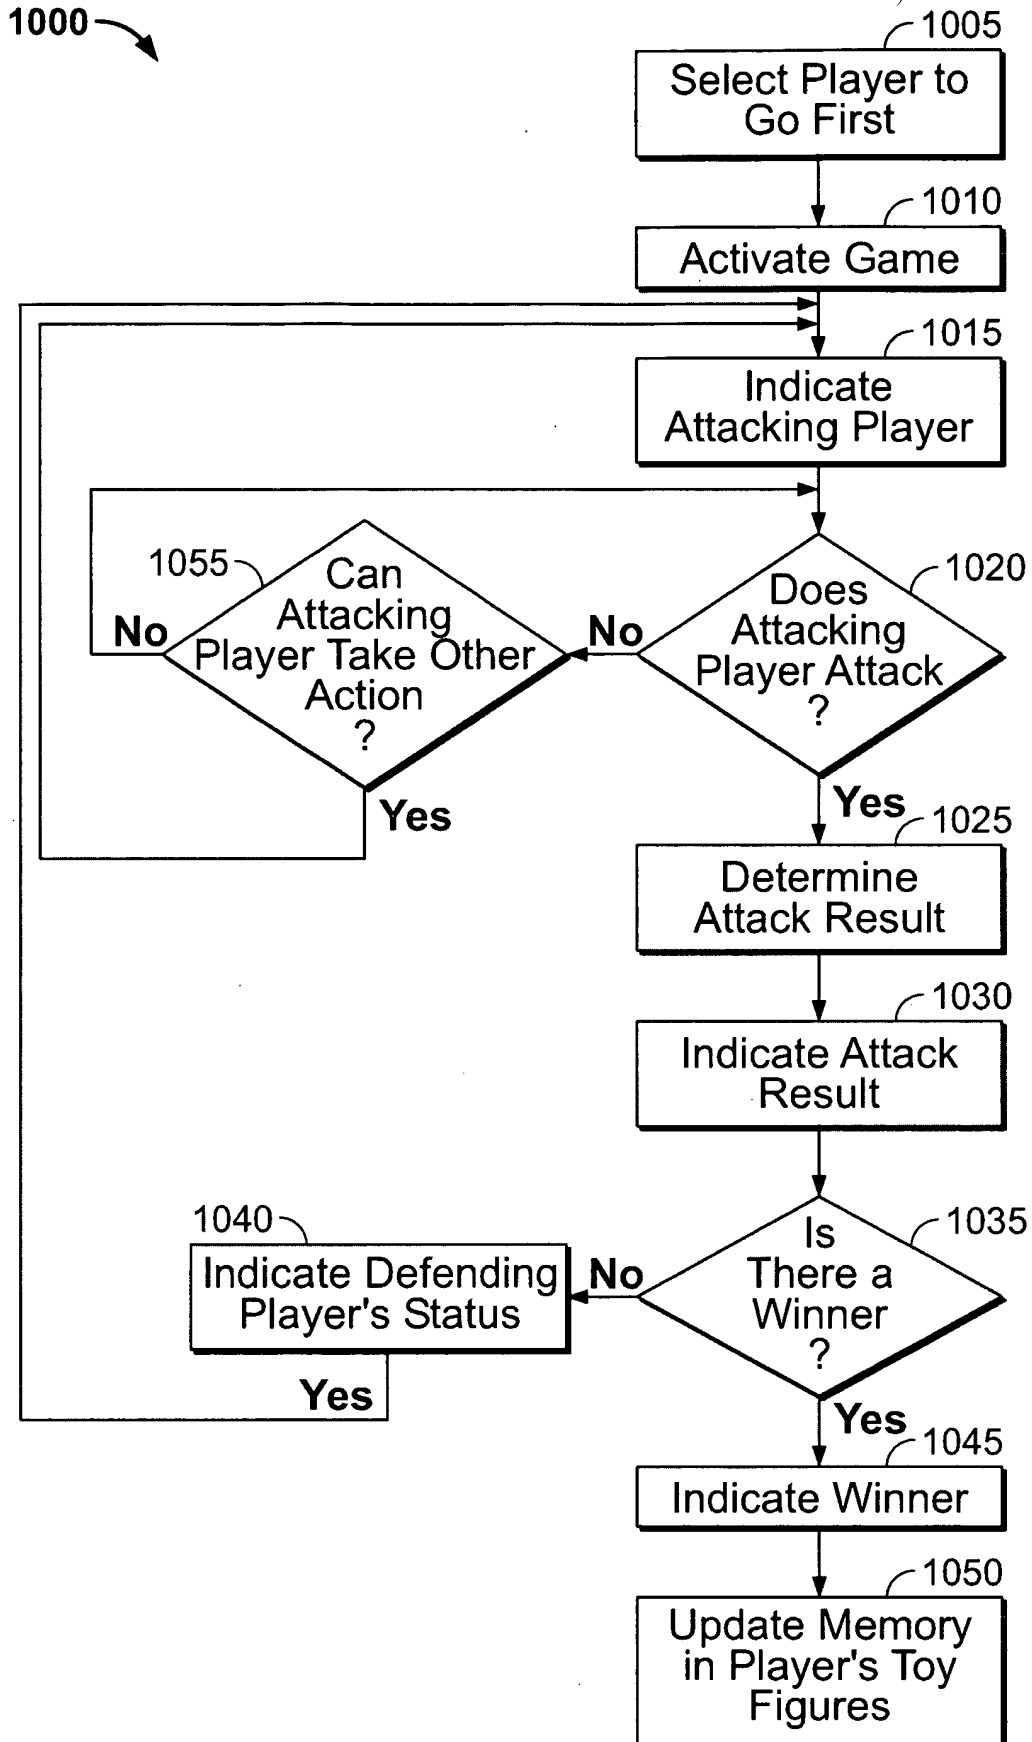 1000
1005
Select Player to
Go First
1010
Activate Game
1015
Indicate
Attacking Player
1055
Can
Attacking
Player Take Other
Action
?
No
Yes
No
1020
Does
Attacking
Player Attack
?
Yes
1025
Determine
Attack Result
1030
Indicate Attack
Result
1035
Is
There a
Winner
?
No
1040
Indicate Defending
Player's Status
Yes
Yes
1045
Indicate Winner
1050
Update Memory
in Player's Toy
Figures